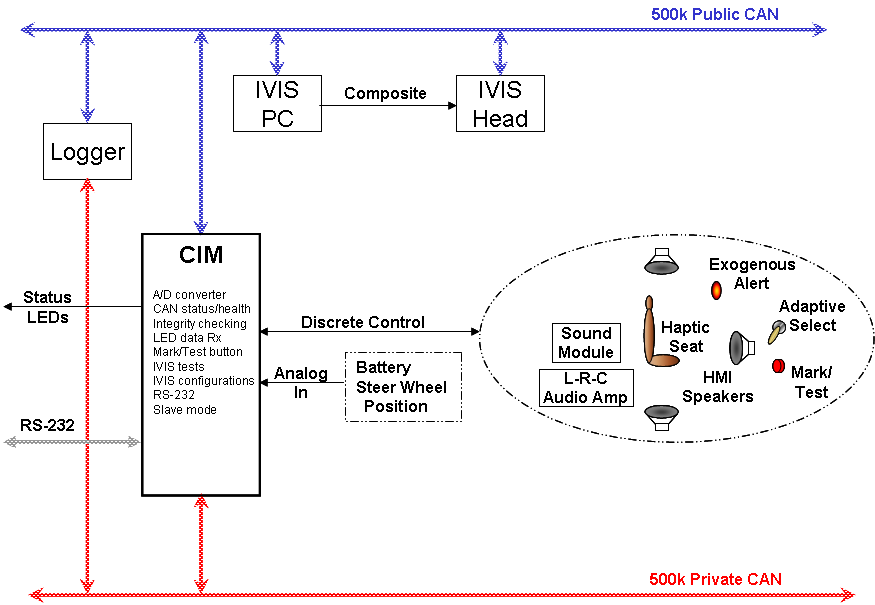 500k Public CAN
IVIS
PC
Composite
IVIS
Head
Logger
CIM
A/D converter
CAN status/health
Integrity checking
LED data Rx
Mark/Test button
IVIS tests
IVIS configurations
RS-232
Slave mode
Status
LEDs
RS-232
Discrete Control
Analog
In
Battery
Steer Wheel
Position
Exogenous
Alert
Adaptive
Select
Sound
Module
Haptic
Seat
L-R-C
Audio Amp
HMI
Speakers
Mark/
Test
500k Private CAN